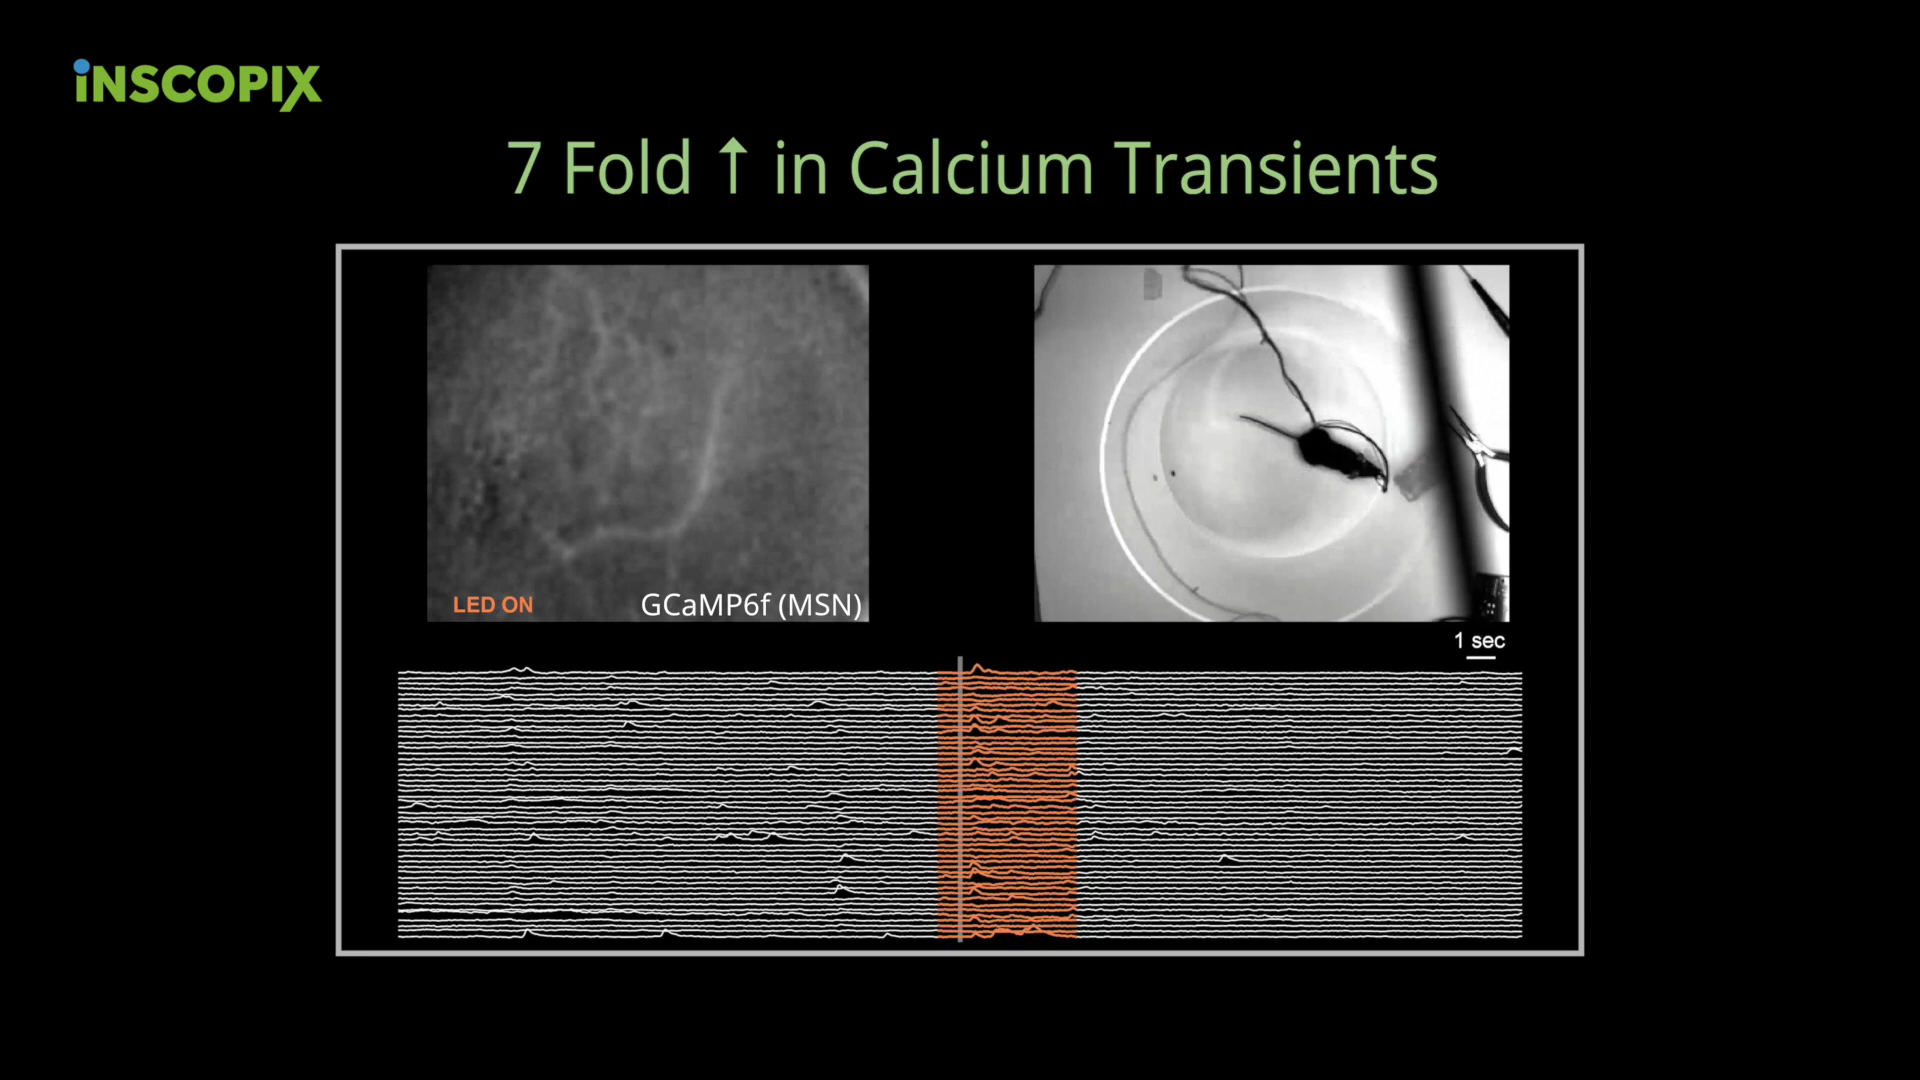 iNSCOPIX
7 Fold ↑ in Calcium Transients
LED ON
GCaMP6f (MSN)
1 sec